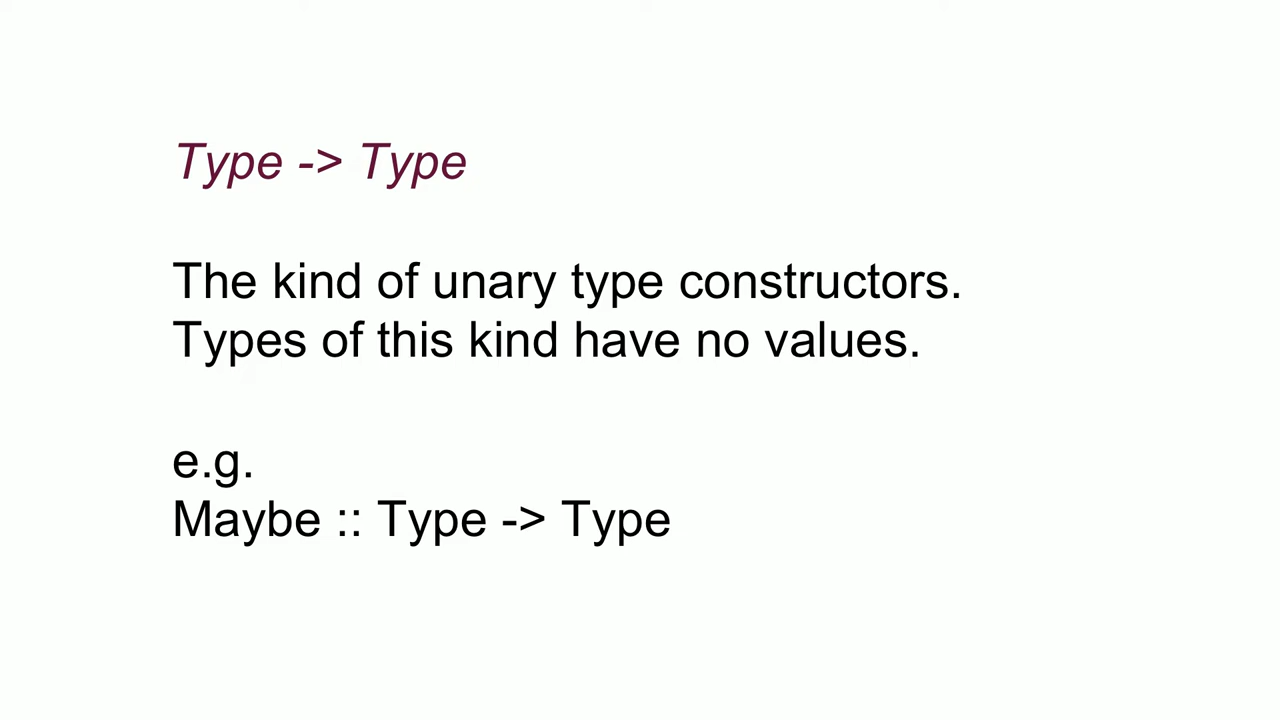 Type -> Type
The kind of unary type constructors.
Types of this kind have no values.
e.g.
Maybe :: Type -> Type